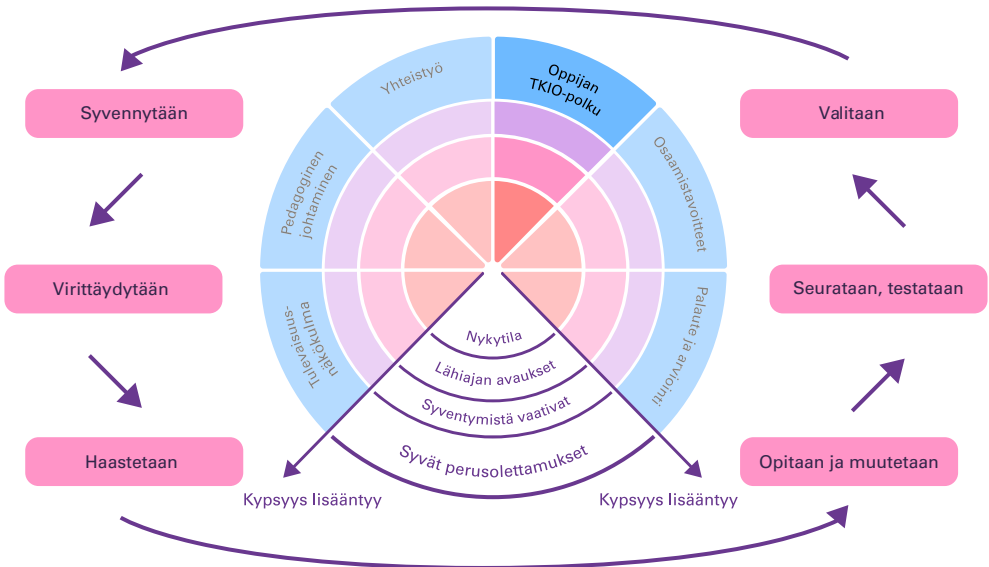 Syvennytään
Virittäydytään
Haastetaan
Yhteistyö
Oppijan
TKIO-polku
Pedagoginen
johtaminen
Osaamistavoitteet
Tulevaisuus-
näkökulma
Palaute ja arviointi
Nykytila
Lähiajan avaukset
Syventymistä vaativat
Syvät perusolettamukset
Kypsyys lisääntyy
Kypsyys lisääntyy
Valitaan
Seurataan, testataan
Opitaan ja muutetaan